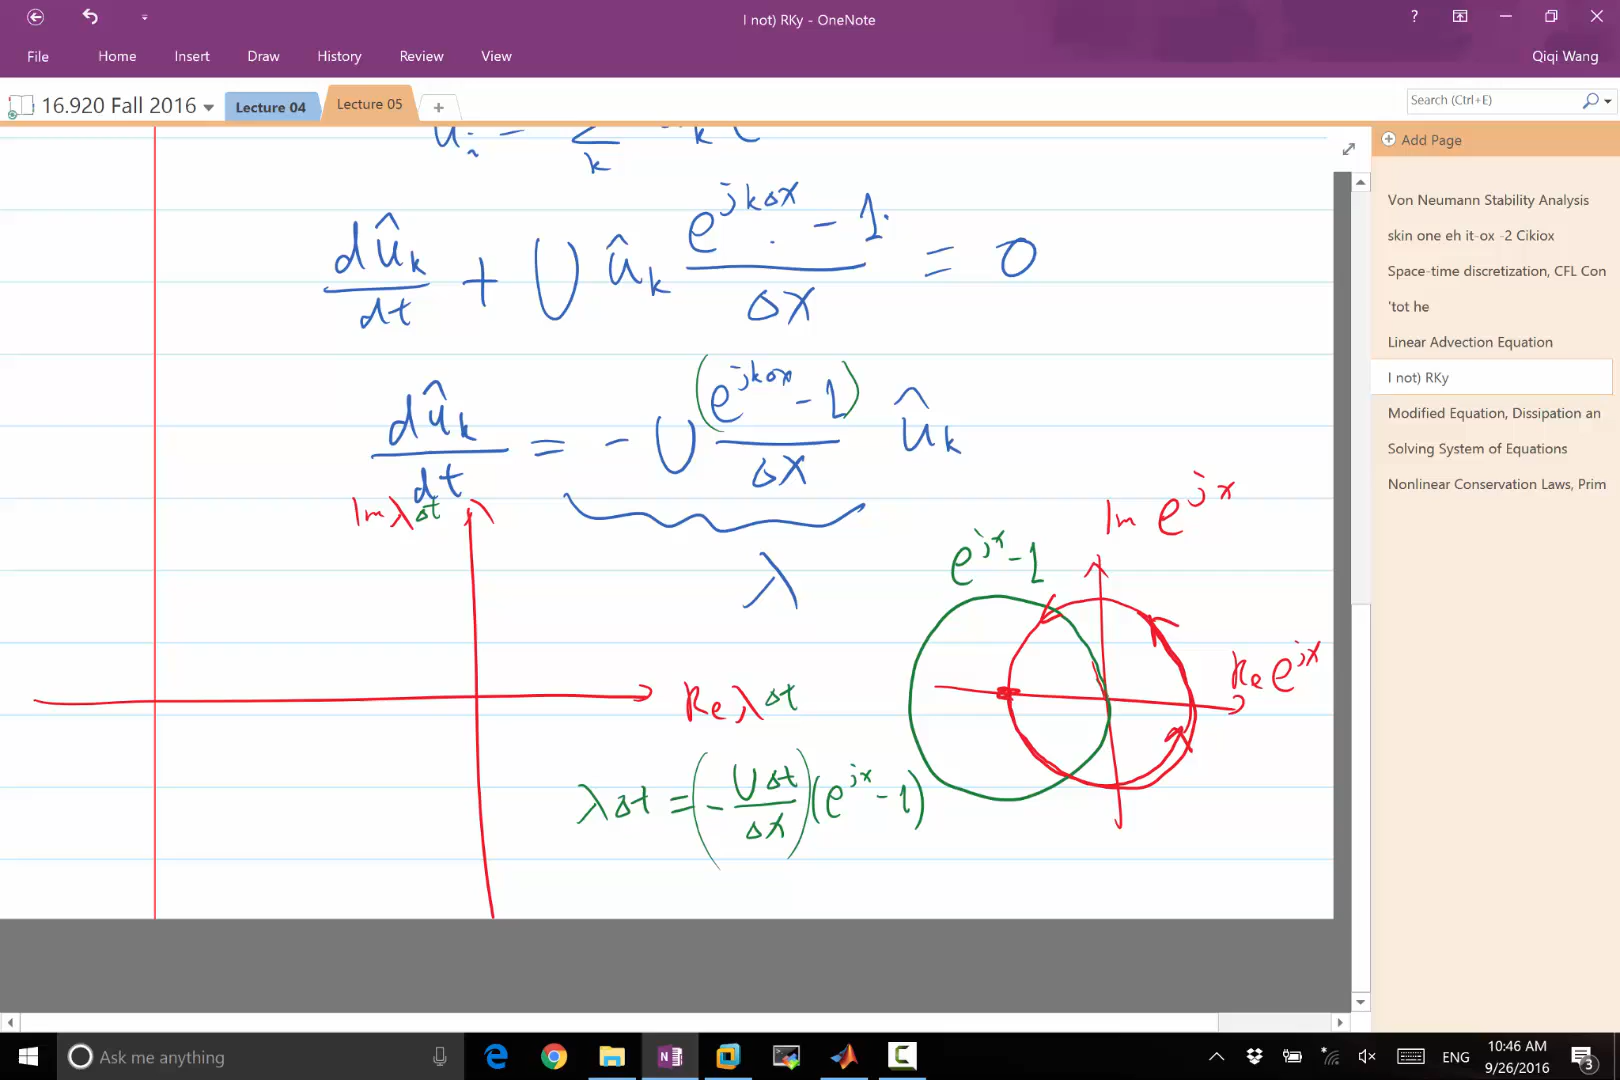 I not) RKy - OneNote
?
File Home Insert Draw History Review View
Qiqi Wang
16.920 Fall 2016 Lecture 04 Lecture 05 +
Search (Ctrl+E)
Add Page
Von Neumann Stability Analysis
skin one eh it-ox -2 Cikiox
Space-time discretization, CFL Con
'tot he
Linear Advection Equation
I not) RKy
Modified Equation, Dissipation an
Solving System of Equations
Nonlinear Conservation Laws, Prim
dû_k/dt + U û_k (e^{jkΔx} - 1)/Δx = 0
dû_k/dt = - U (e^{jkΔx} - 1)/Δx û_k
λ
Im λΔt
Re λΔt
e^{jx} - 1
Im e^{jx}
Re e^{jx}
λΔt = (- UΔt/Δx)(e^{jx} - 1)
Ask me anything
ENG
10:46 AM
9/26/2016
3